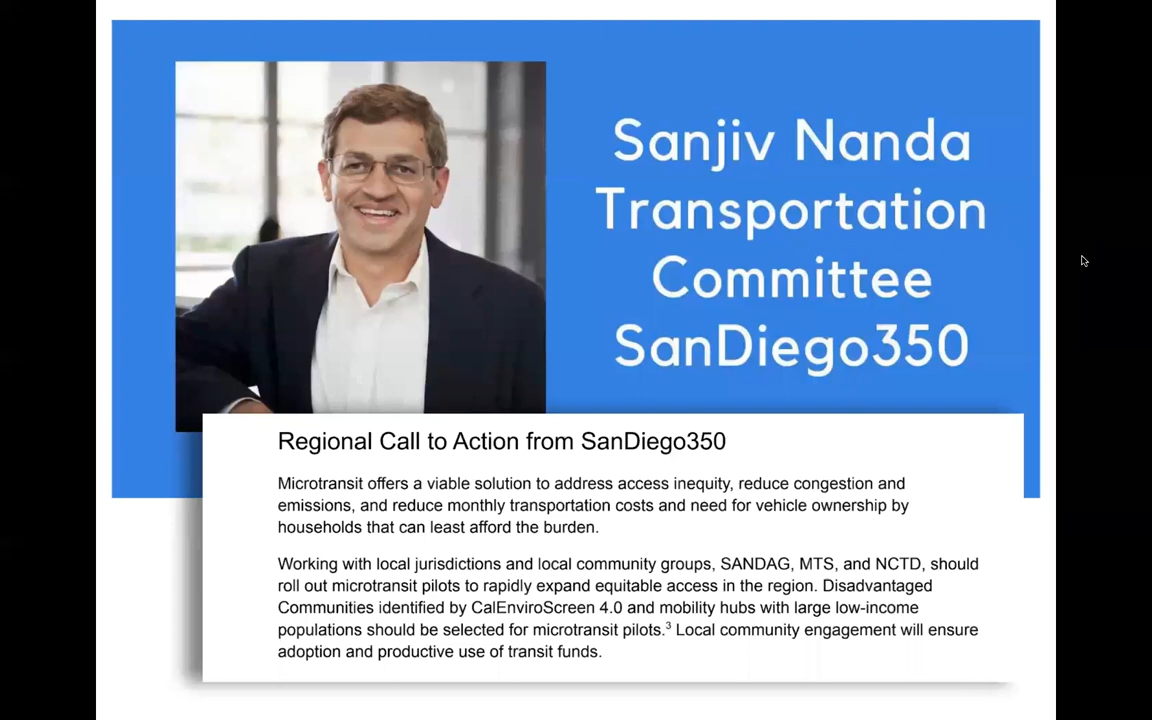 Sanjiv Nanda
Transportation
Committee
SanDiego350
Regional Call to Action from SanDiego350
Microtransit offers a viable solution to address access inequity, reduce congestion and
emissions, and reduce monthly transportation costs and need for vehicle ownership by
households that can least afford the burden.
Working with local jurisdictions and local community groups, SANDAG, MTS, and NCTD, should
roll out microtransit pilots to rapidly expand equitable access in the region. Disadvantaged
Communities identified by CalEnviroScreen 4.0 and mobility hubs with large low-income
populations should be selected for microtransit pilots.³ Local community engagement will ensure
adoption and productive use of transit funds.